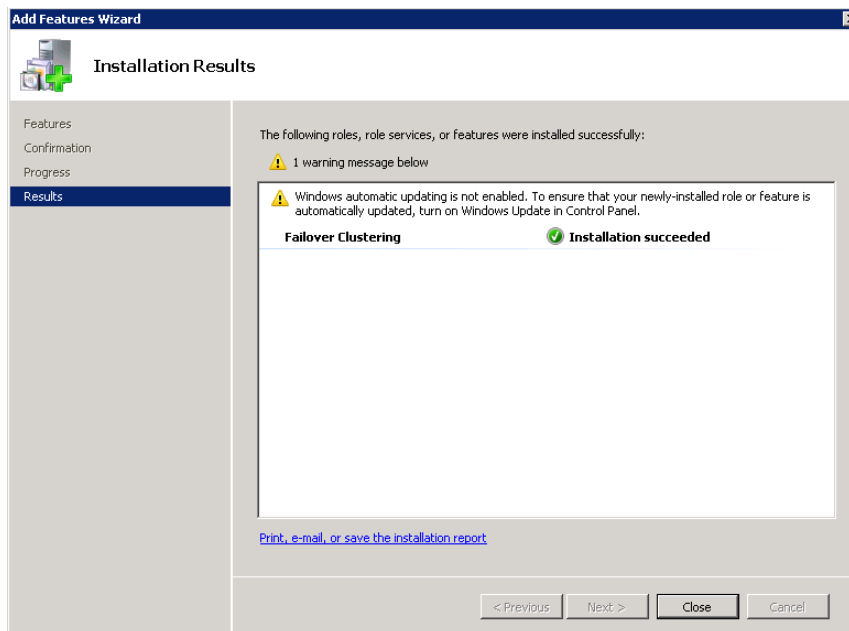 Add Features Wizard
Installation Results
Features
Confirmation
Progress
Results
The following roles, role services, or features were installed successfully:
1 warning message below
Windows automatic updating is not enabled. To ensure that your newly-installed role or feature is
automatically updated, turn on Windows Update in Control Panel.
Failover Clustering Installation succeeded
Print, e-mail, or save the installation report
< Previous Next > Close Cancel